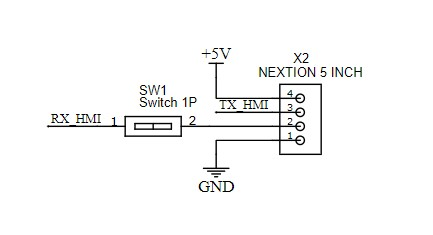 +5V
X2
NEXTION 5 INCH
SW1
Switch 1P
4
TX_HMI 3
RX_HMI 1 2 2
1
GND